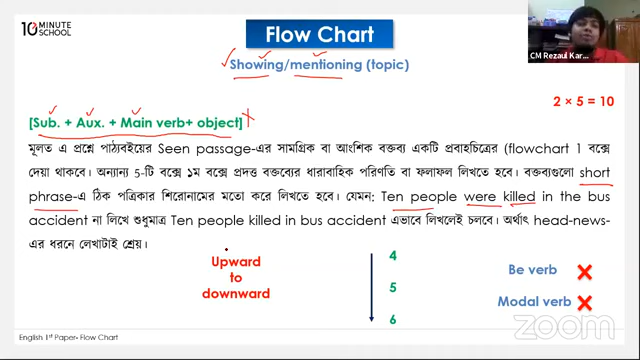 10 MINUTE SCHOOL
Flow Chart
Showing/mentioning (topic)
CM Rezaul Kar...
2 × 5 = 10
[Sub. + Aux. + Main verb+ object]
মূলত এ প্রশ্নে পাঠ্যবইয়ের Seen passage-এর সামগ্রিক বা আংশিক বক্তব্য একটি প্রবাহচিত্রের (flowchart 1 বক্সে
দেয়া থাকবে। অন্যান্য 5-টি বক্সে ১ম বক্সে প্রদত্ত বক্তব্যের ধারাবাহিক পরিণতি বা ফলাফল লিখতে হবে। বক্তব্যগুলো short
phrase-এ ঠিক পত্রিকার শিরোনামের মতো করে লিখতে হবে। যেমন: Ten people were killed in the bus
accident না লিখে শুধুমাত্র Ten people killed in bus accident এভাবে লিখলেই চলবে। অর্থাৎ head-news-
এর ধরনে লেখাটাই শ্রেয়।
Upward
to
downward
4
5
6
Be verb
Modal verb
zoom
English 1st Paper- Flow Chart